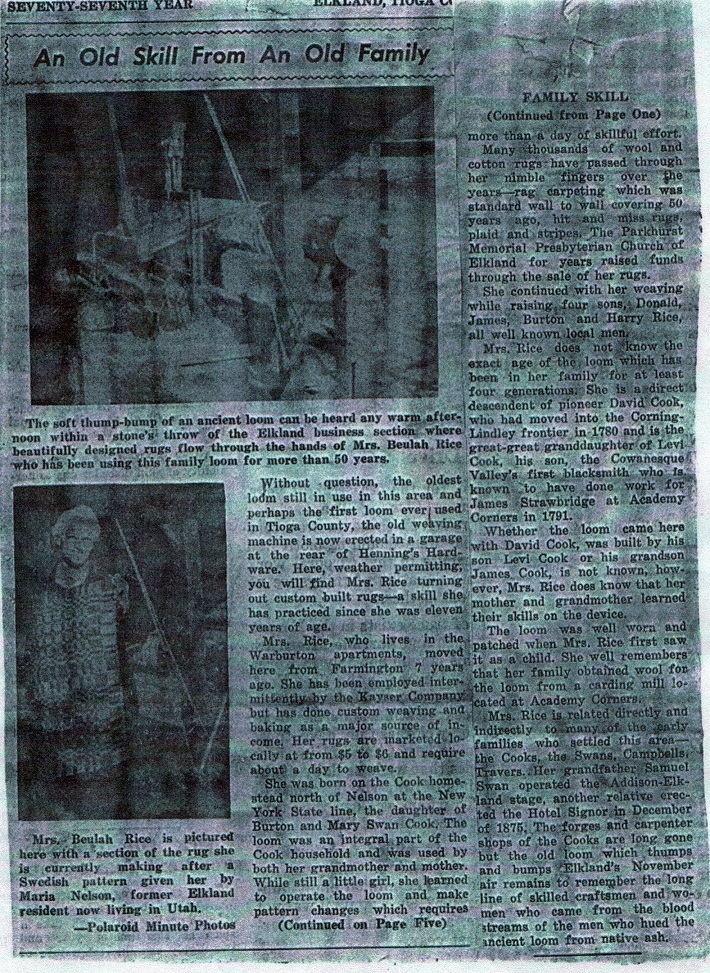 SEVENTY-SEVENTH YEAR
ELKLAND, TIOGA
An Old Skill From An Old Family
The soft thump-bump of an ancient loom can be heard any warm after-
noon within a stone's throw of the Elkland business section where
beautifully designed rugs flow through the hands of Mrs. Beulah Rice
who has been using this family loom for more than 50 years.
Mrs. Beulah Rice is pictured
here with a section of the rug she
is currently making after a
Swedish pattern given her by
Maria Nelson, former Elkland
resident now living in Utah.
—Polaroid Minute Photos
Without question, the oldest
loom still in use in this area and
perhaps the first loom ever used
in Tioga County, the old weaving
machine is now erected in a garage
at the rear of Henning's Hard-
ware. Here, weather permitting,
you will find Mrs. Rice turning
out custom built rugs—a skill she
has practiced since she was eleven
years of age.
Mrs. Rice, who lives in the
Warburton apartments, moved
here from Farmington 7 years
ago. She has been employed inter-
mittently by the Kayser Company
but has done custom weaving and
baking as a major source of in-
come. Her rugs are marketed lo-
cally at from $5 to $6 and require
about a day to weave.
She was born on the Cook home-
stead north of Nelson at the New
York State line, the daughter of
Burton and Mary Swan Cook. The
loom was an integral part of the
Cook household and was used by
both her grandmother and mother.
While still a little girl, she learned
to operate the loom and make
pattern changes which requires
(Continued on Page Five)
FAMILY SKILL
(Continued from Page One)
more than a day of skillful effort.
Many thousands of wool and
cotton rugs have passed through
her nimble fingers over the
years—rag carpeting which was
standard wall to wall covering 50
years ago, hit and miss rugs,
plaid and stripes. The Parkhurst
Memorial Presbyterian Church of
Elkland for years raised funds
through the sale of her rugs.
She continued with her weaving
while raising four sons, Donald,
James, Burton and Harry Rice,
all well known local men.
Mrs. Rice does not know the
exact age of the loom which has
been in her family for at least
four generations. She is a direct
descendent of pioneer David Cook,
who had moved into the Corning-
Lindley frontier in 1780 and is the
great-great granddaughter of Levi
Cook, his son, the Cowanesque
Valley's first blacksmith who is
known to have done work for
James Strawbridge at Academy
Corners in 1791.
Whether the loom came here
with David Cook, was built by his
son Levi Cook or his grandson
James Cook, is not known, how-
ever, Mrs. Rice does know that her
mother and grandmother learned
their skills on the device.
The loom was well worn and
patched when Mrs. Rice first saw
it as a child. She well remembers
that her family obtained wool for
the loom from a carding mill lo-
cated at Academy Corners.
Mrs. Rice is related directly and
indirectly to many of the early
families who settled this area—
the Cooks, the Swans, Campbells,
Travers. Her grandfather Samuel
Swan operated the Addison-Elk-
land stage, another relative erec-
ted the Hotel Signor in December
of 1875. The forges and carpenter
shops of the Cooks are long gone
but the old loom which thumps
and bumps Elkland's November
air remains to remember the long
line of skilled craftsmen and wo-
men who came from the blood
streams of the men who hued the
ancient loom from native ash.